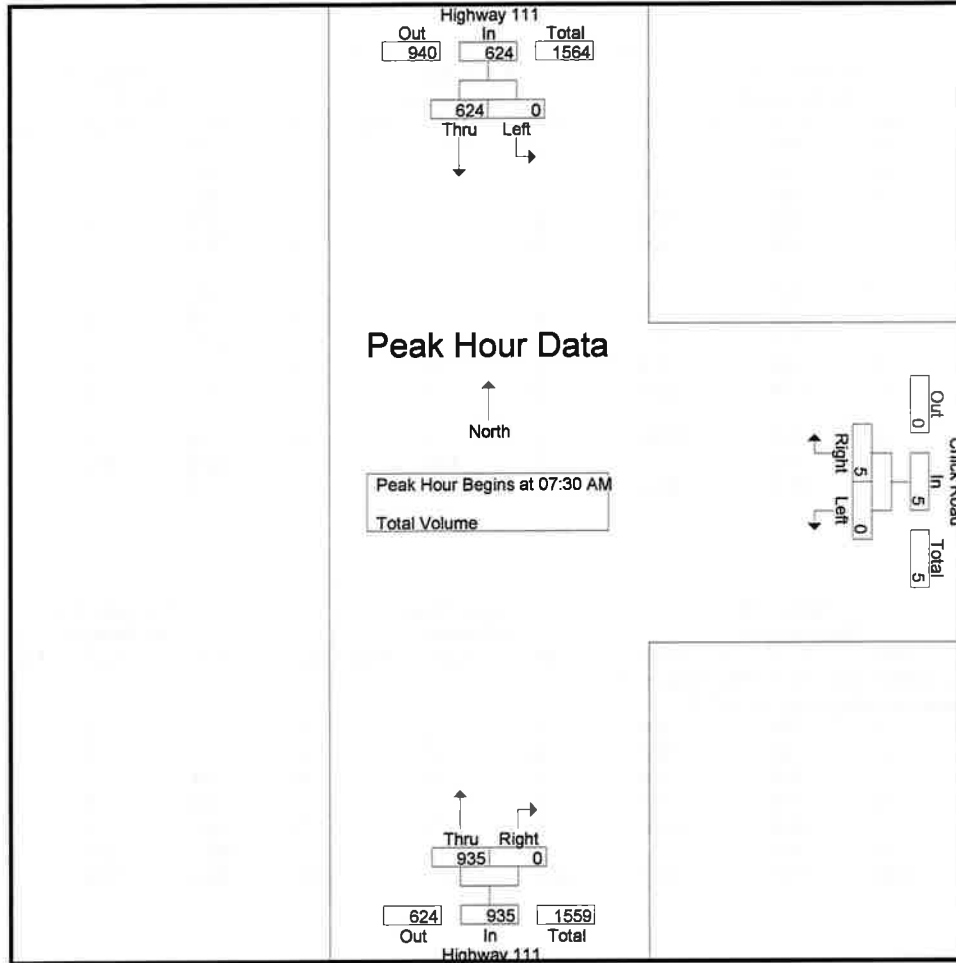 Highway 111
Out In Total
940 624 1564
624 0
Thru Left
Peak Hour Data
North
Peak Hour Begins at 07:30 AM
Total Volume
Road
Out In Total
0 5 5
5 0
Right Left
Thru Right
935 0
624 935 1559
Out In Total
Highway 111